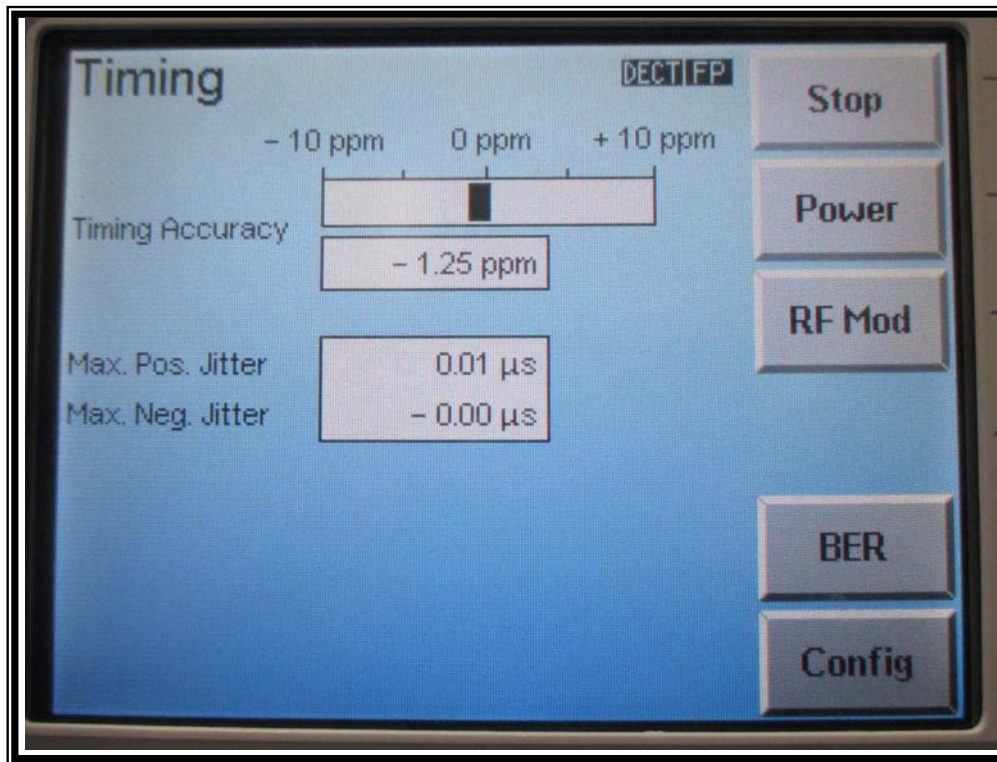 Timing
DECT FP
Stop
− 10 ppm 0 ppm + 10 ppm
Power
Timing Accuracy
− 1.25 ppm
RF Mod
Max. Pos. Jitter 0.01 µs
Max. Neg. Jitter − 0.00 µs
BER
Config